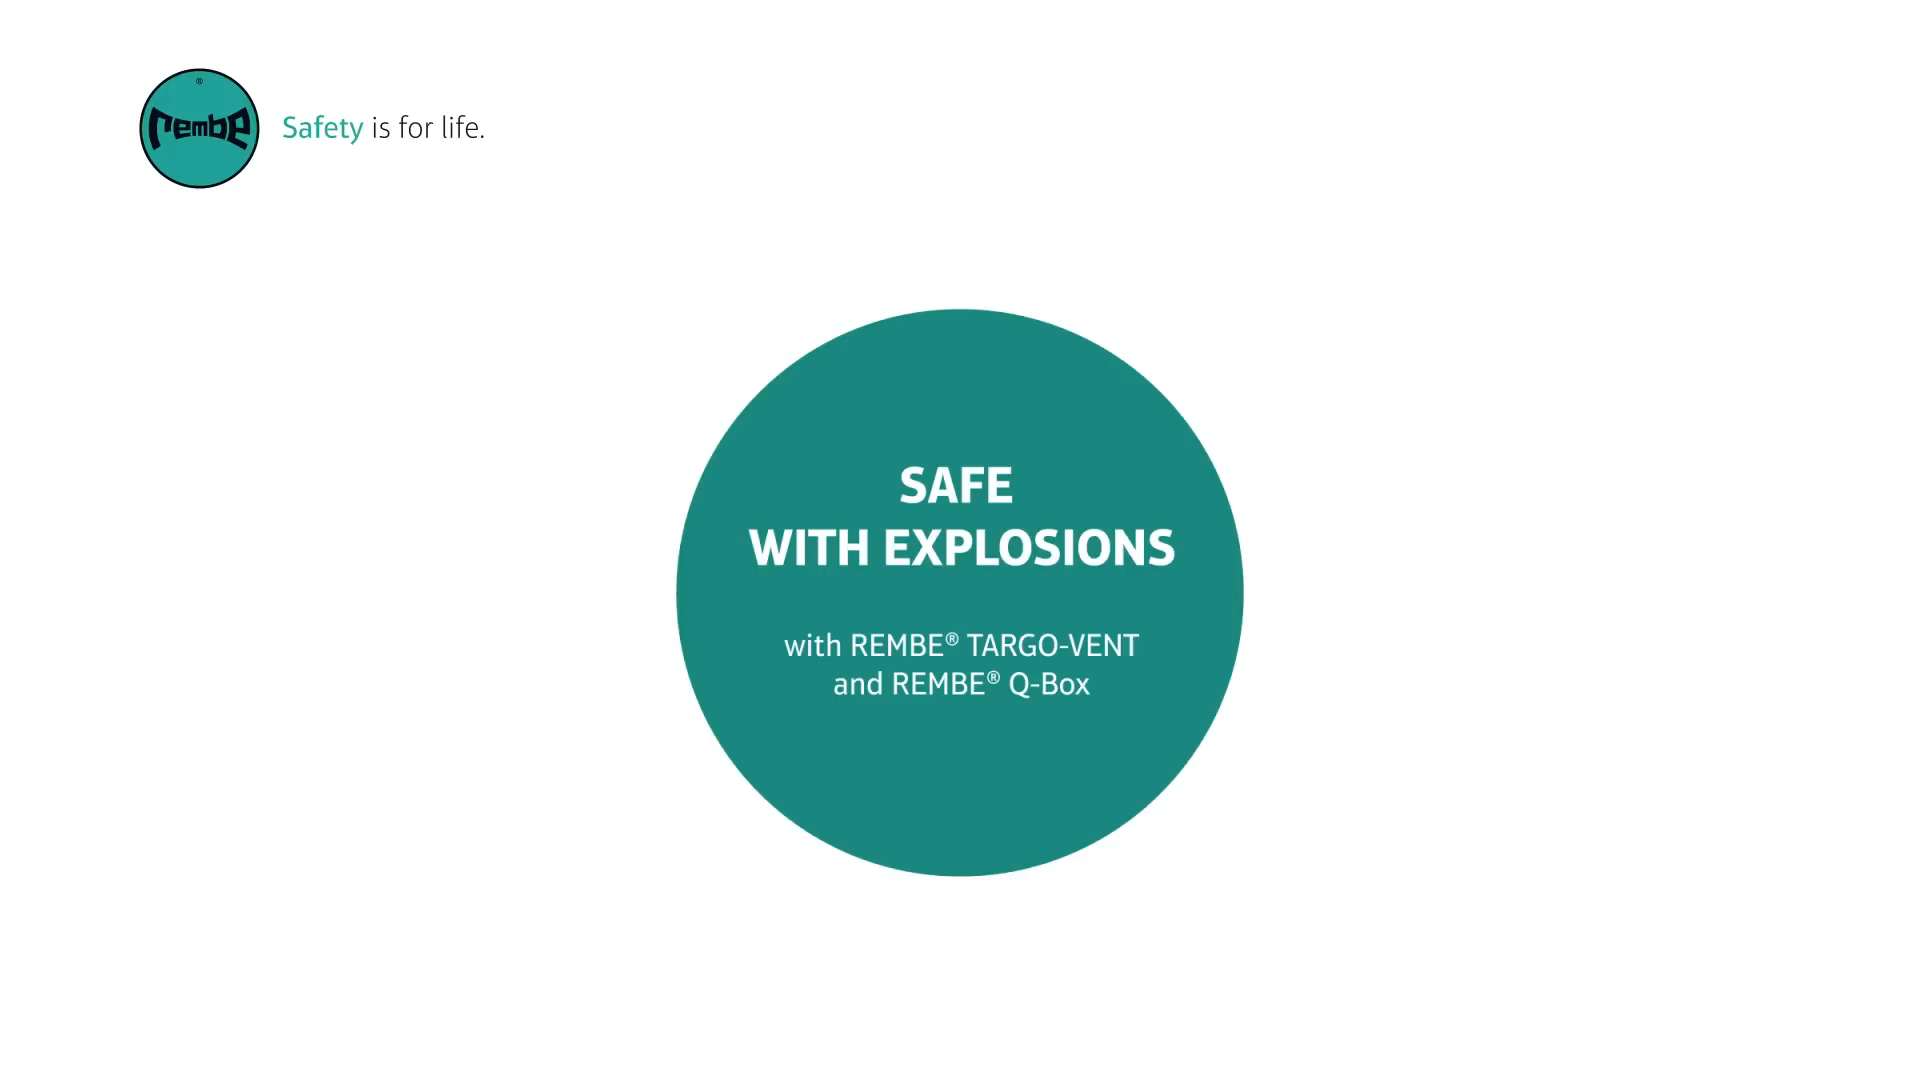 ®
rembe
Safety is for life.
SAFE
WITH EXPLOSIONS
with REMBE® TARGO-VENT
and REMBE® Q-Box